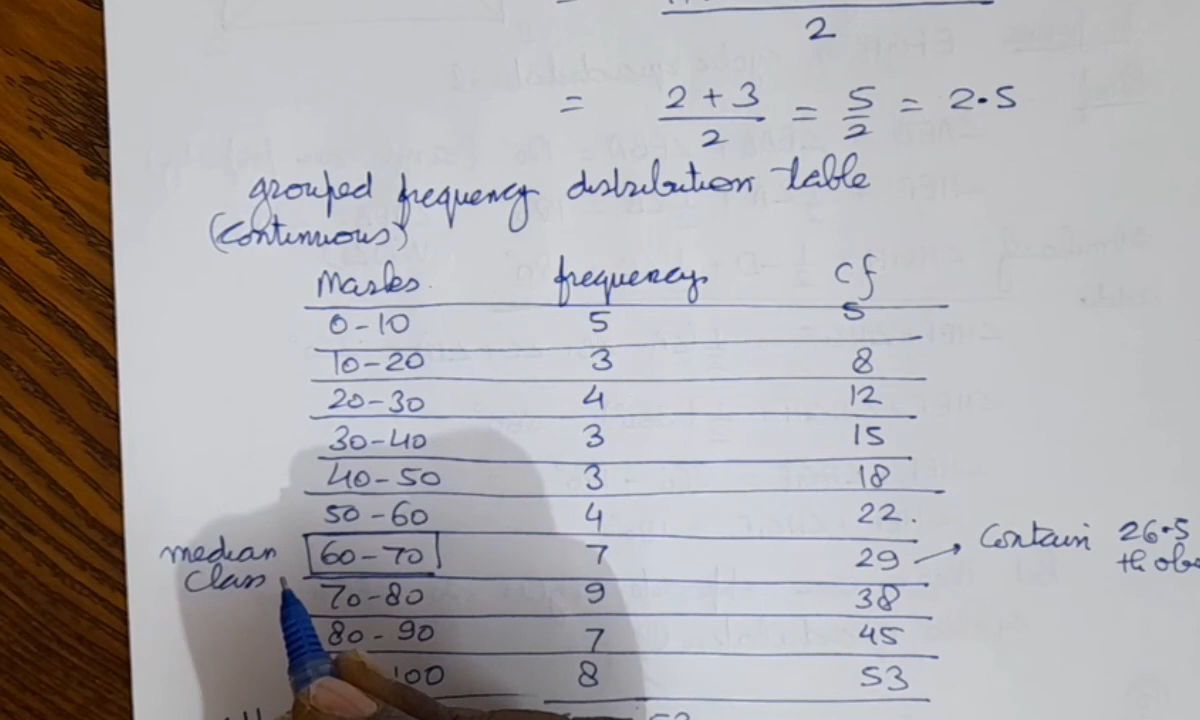 2
= 2 + 3 / 2 = 5 / 2 = 2.5
grouped frequency distribution table
(continuous)
Marks. frequency cf
0-10 5 5
10-20 3 8
20-30 4 12
30-40 3 15
40-50 3 18
50-60 4 22.
median class 60-70 7 29 → Contain 26.5 th
70-80 9 38
80-90 7 45
100 8 53